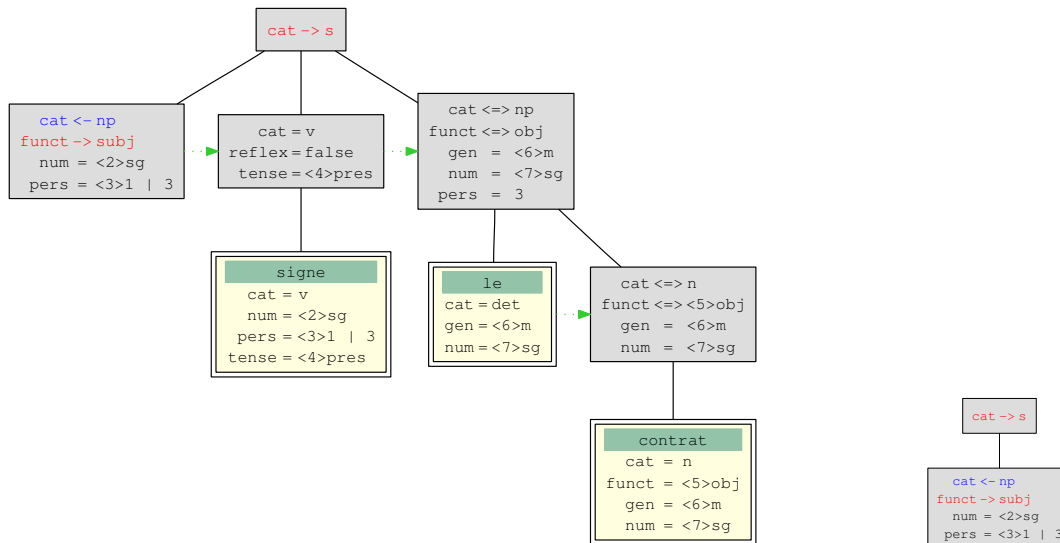 cat -> s
cat <- np
funct -> subj
num = <2>sg
pers = <3>1 | 3
cat = v
reflex = false
tense = <4>pres
cat <=> np
funct <=> obj
gen = <6>m
num = <7>sg
pers = 3
signe
cat = v
num = <2>sg
pers = <3>1 | 3
tense = <4>pres
le
cat = det
gen = <6>m
num = <7>sg
cat <=> n
funct <=> <5>obj
gen = <6>m
num = <7>sg
contrat
cat = n
funct = <5>obj
gen = <6>m
num = <7>sg
cat -> s
cat <- np
funct -> subj
num = <2>sg
pers = <3>1 | 3